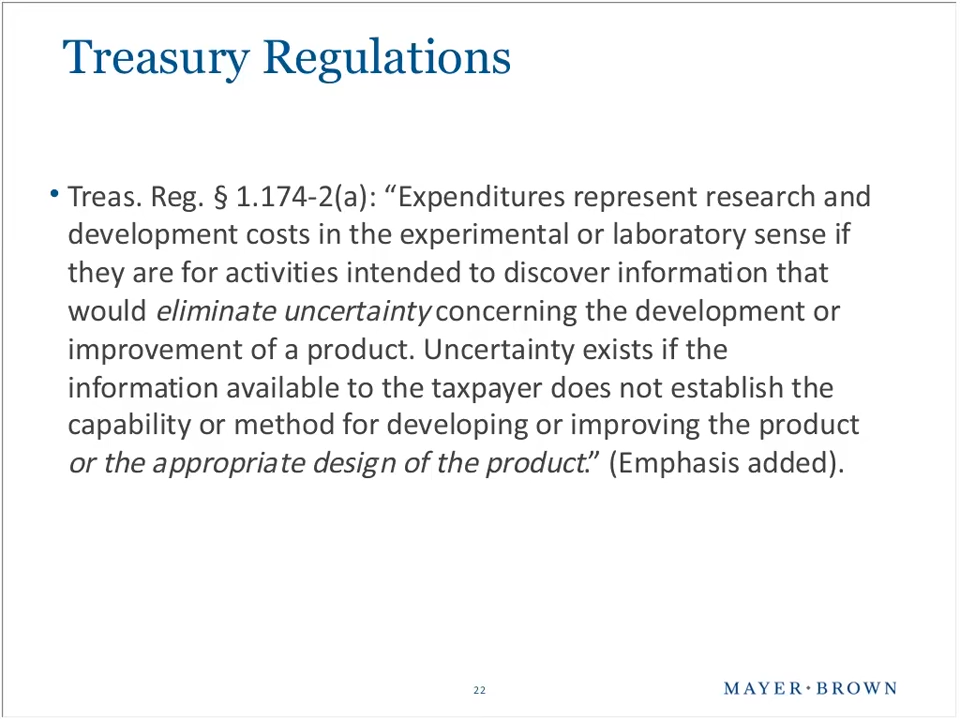 Treasury Regulations
• Treas. Reg. § 1.174-2(a): “Expenditures represent research and
development costs in the experimental or laboratory sense if
they are for activities intended to discover information that
would eliminate uncertainty concerning the development or
improvement of a product. Uncertainty exists if the
information available to the taxpayer does not establish the
capability or method for developing or improving the product
or the appropriate design of the product.” (Emphasis added).
22
MAYER • BROWN